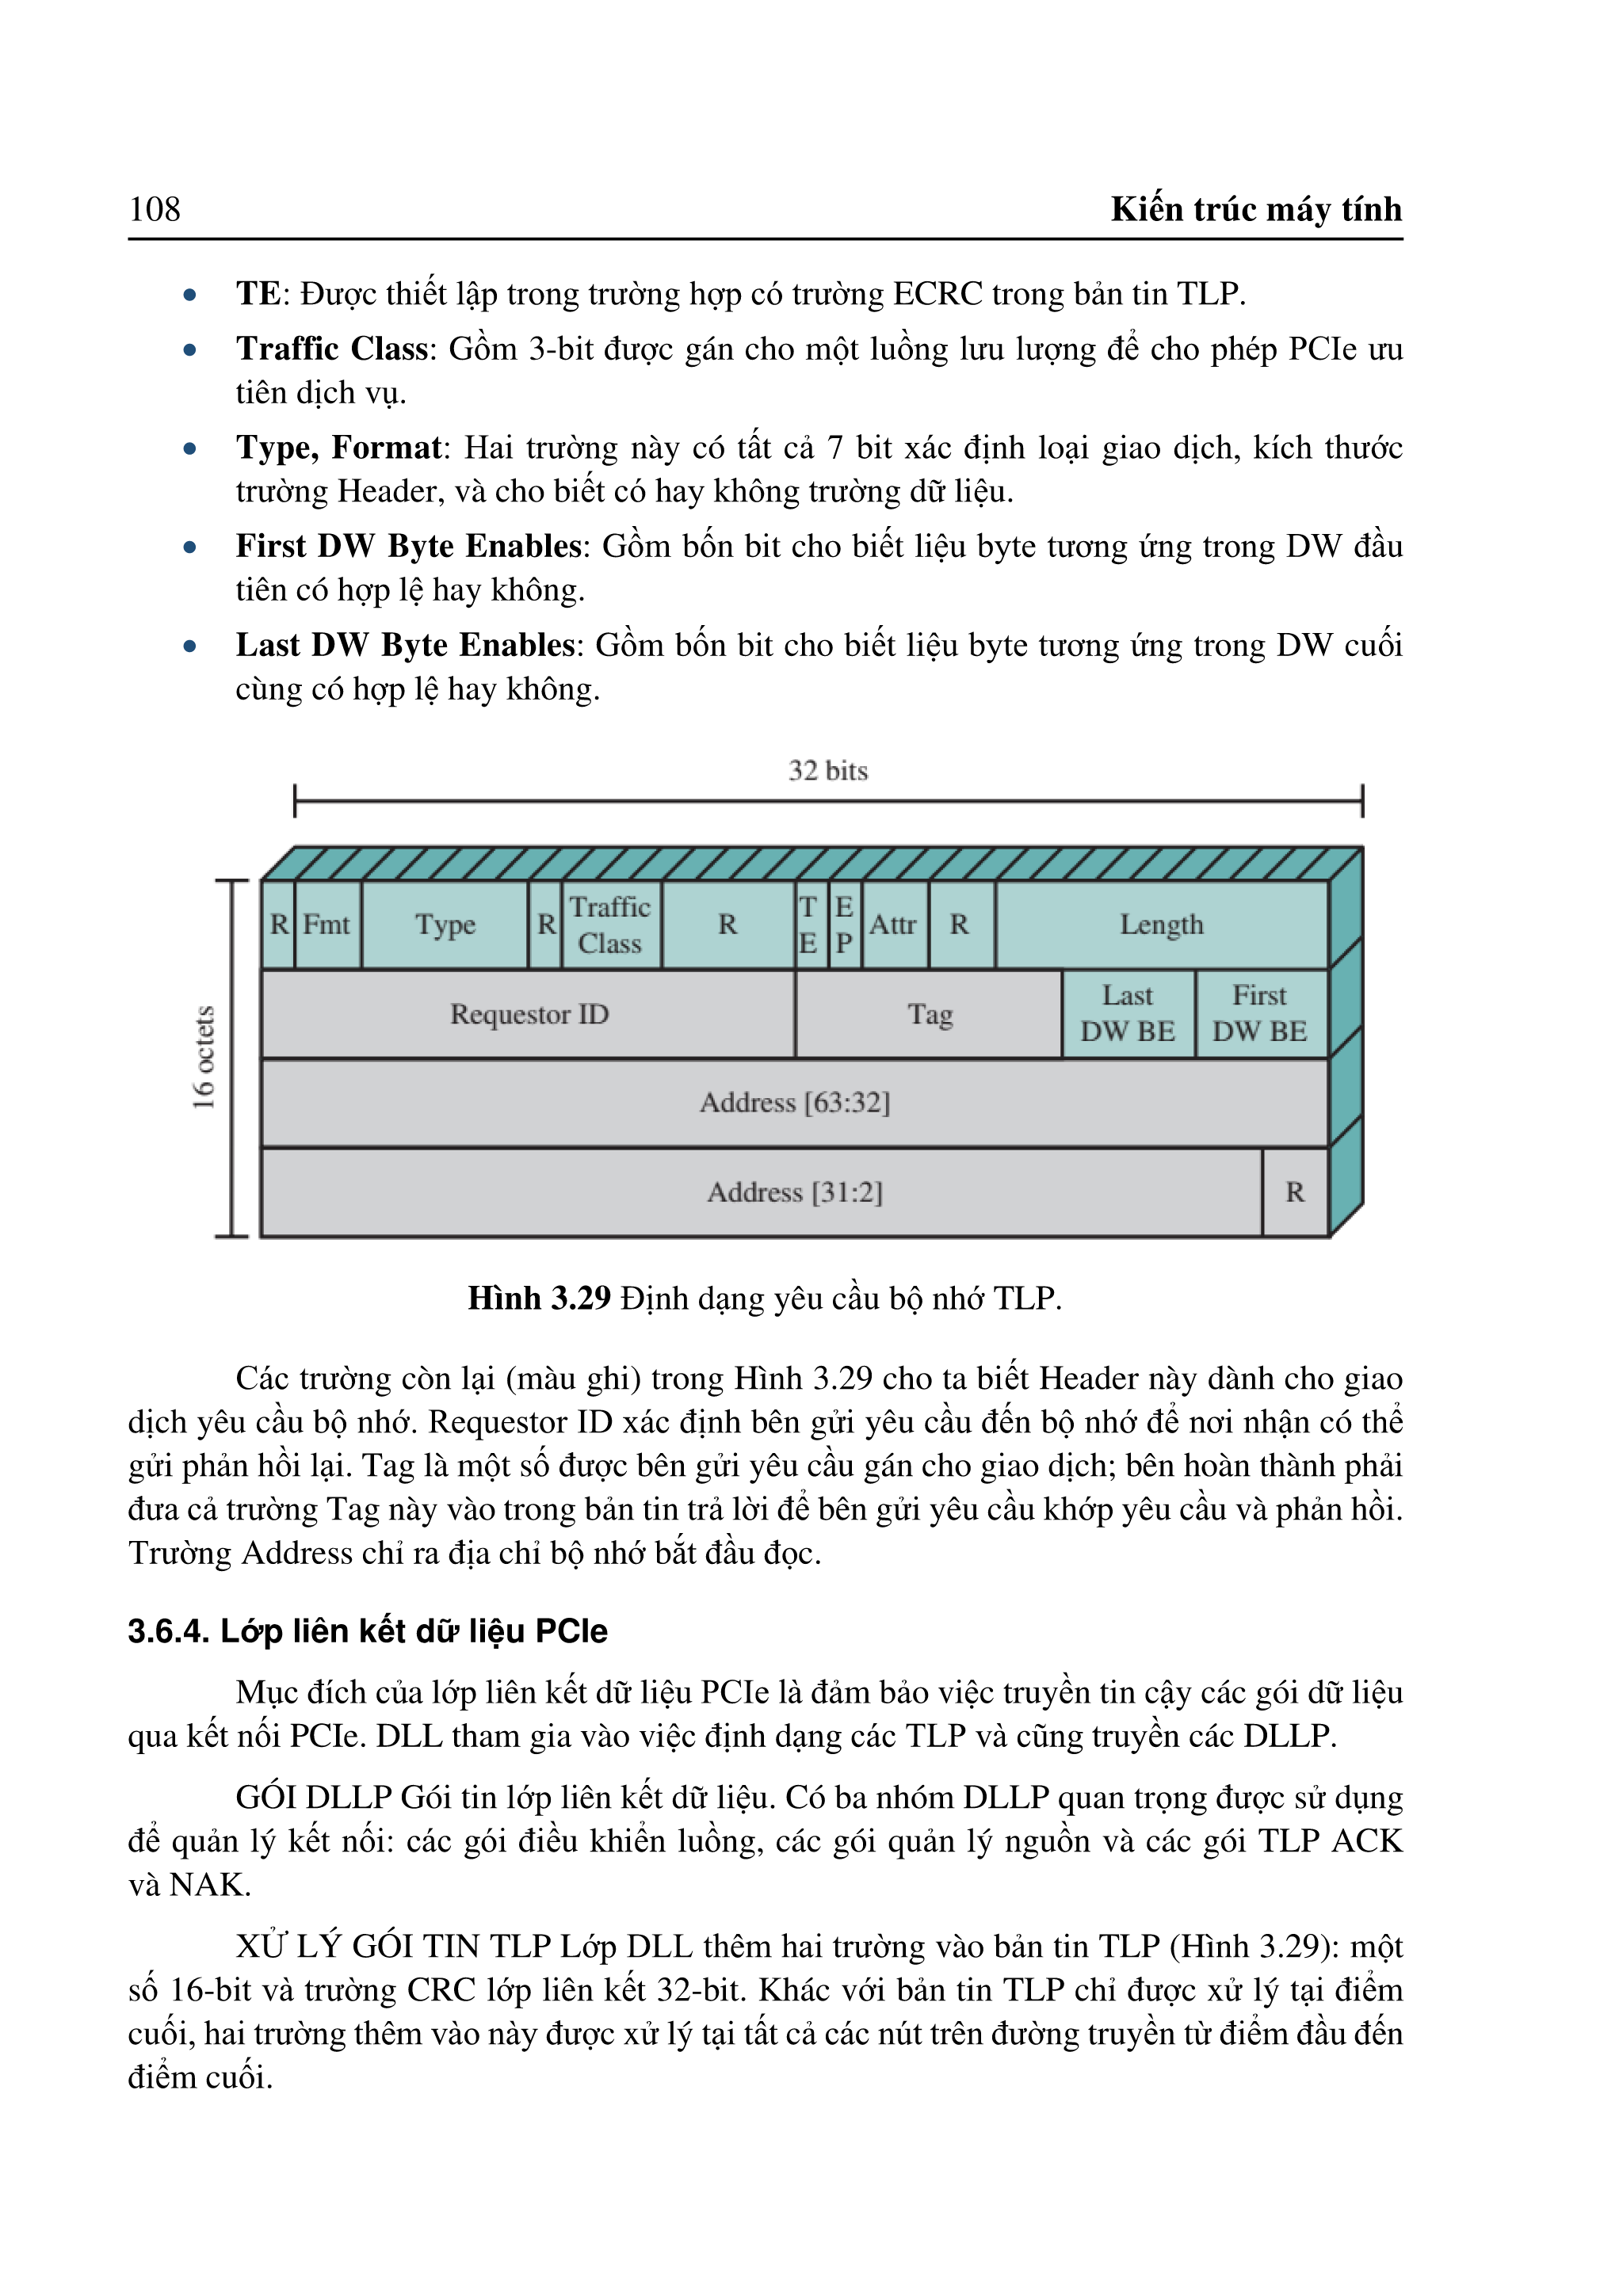 108 Kiến trúc máy tính
• TE: Được thiết lập trong trường hợp có trường ECRC trong bản tin TLP.
• Traffic Class: Gồm 3-bit được gán cho một luồng lưu lượng để cho phép PCIe ưu
tiên dịch vụ.
• Type, Format: Hai trường này có tất cả 7 bit xác định loại giao dịch, kích thước
trường Header, và cho biết có hay không trường dữ liệu.
• First DW Byte Enables: Gồm bốn bit cho biết liệu byte tương ứng trong DW đầu
tiên có hợp lệ hay không.
• Last DW Byte Enables: Gồm bốn bit cho biết liệu byte tương ứng trong DW cuối
cùng có hợp lệ hay không.
32 bits
16 octets
R Fmt Type R Traffic Class R TE EP Attr R Length
Requestor ID Tag Last DW BE First DW BE
Address [63:32]
Address [31:2] R
Hình 3.29 Định dạng yêu cầu bộ nhớ TLP.
Các trường còn lại (màu ghi) trong Hình 3.29 cho ta biết Header này dành cho giao
dịch yêu cầu bộ nhớ. Requestor ID xác định bên gửi yêu cầu đến bộ nhớ để nơi nhận có thể
gửi phản hồi lại. Tag là một số được bên gửi yêu cầu gán cho giao dịch; bên hoàn thành phải
đưa cả trường Tag này vào trong bản tin trả lời để bên gửi yêu cầu khớp yêu cầu và phản hồi.
Trường Address chỉ ra địa chỉ bộ nhớ bắt đầu đọc.
3.6.4. Lớp liên kết dữ liệu PCIe
Mục đích của lớp liên kết dữ liệu PCIe là đảm bảo việc truyền tin cậy các gói dữ liệu
qua kết nối PCIe. DLL tham gia vào việc định dạng các TLP và cũng truyền các DLLP.
GÓI DLLP Gói tin lớp liên kết dữ liệu. Có ba nhóm DLLP quan trọng được sử dụng
để quản lý kết nối: các gói điều khiển luồng, các gói quản lý nguồn và các gói TLP ACK
và NAK.
XỬ LÝ GÓI TIN TLP Lớp DLL thêm hai trường vào bản tin TLP (Hình 3.29): một
số 16-bit và trường CRC lớp liên kết 32-bit. Khác với bản tin TLP chỉ được xử lý tại điểm
cuối, hai trường thêm vào này được xử lý tại tất cả các nút trên đường truyền từ điểm đầu đến
điểm cuối.